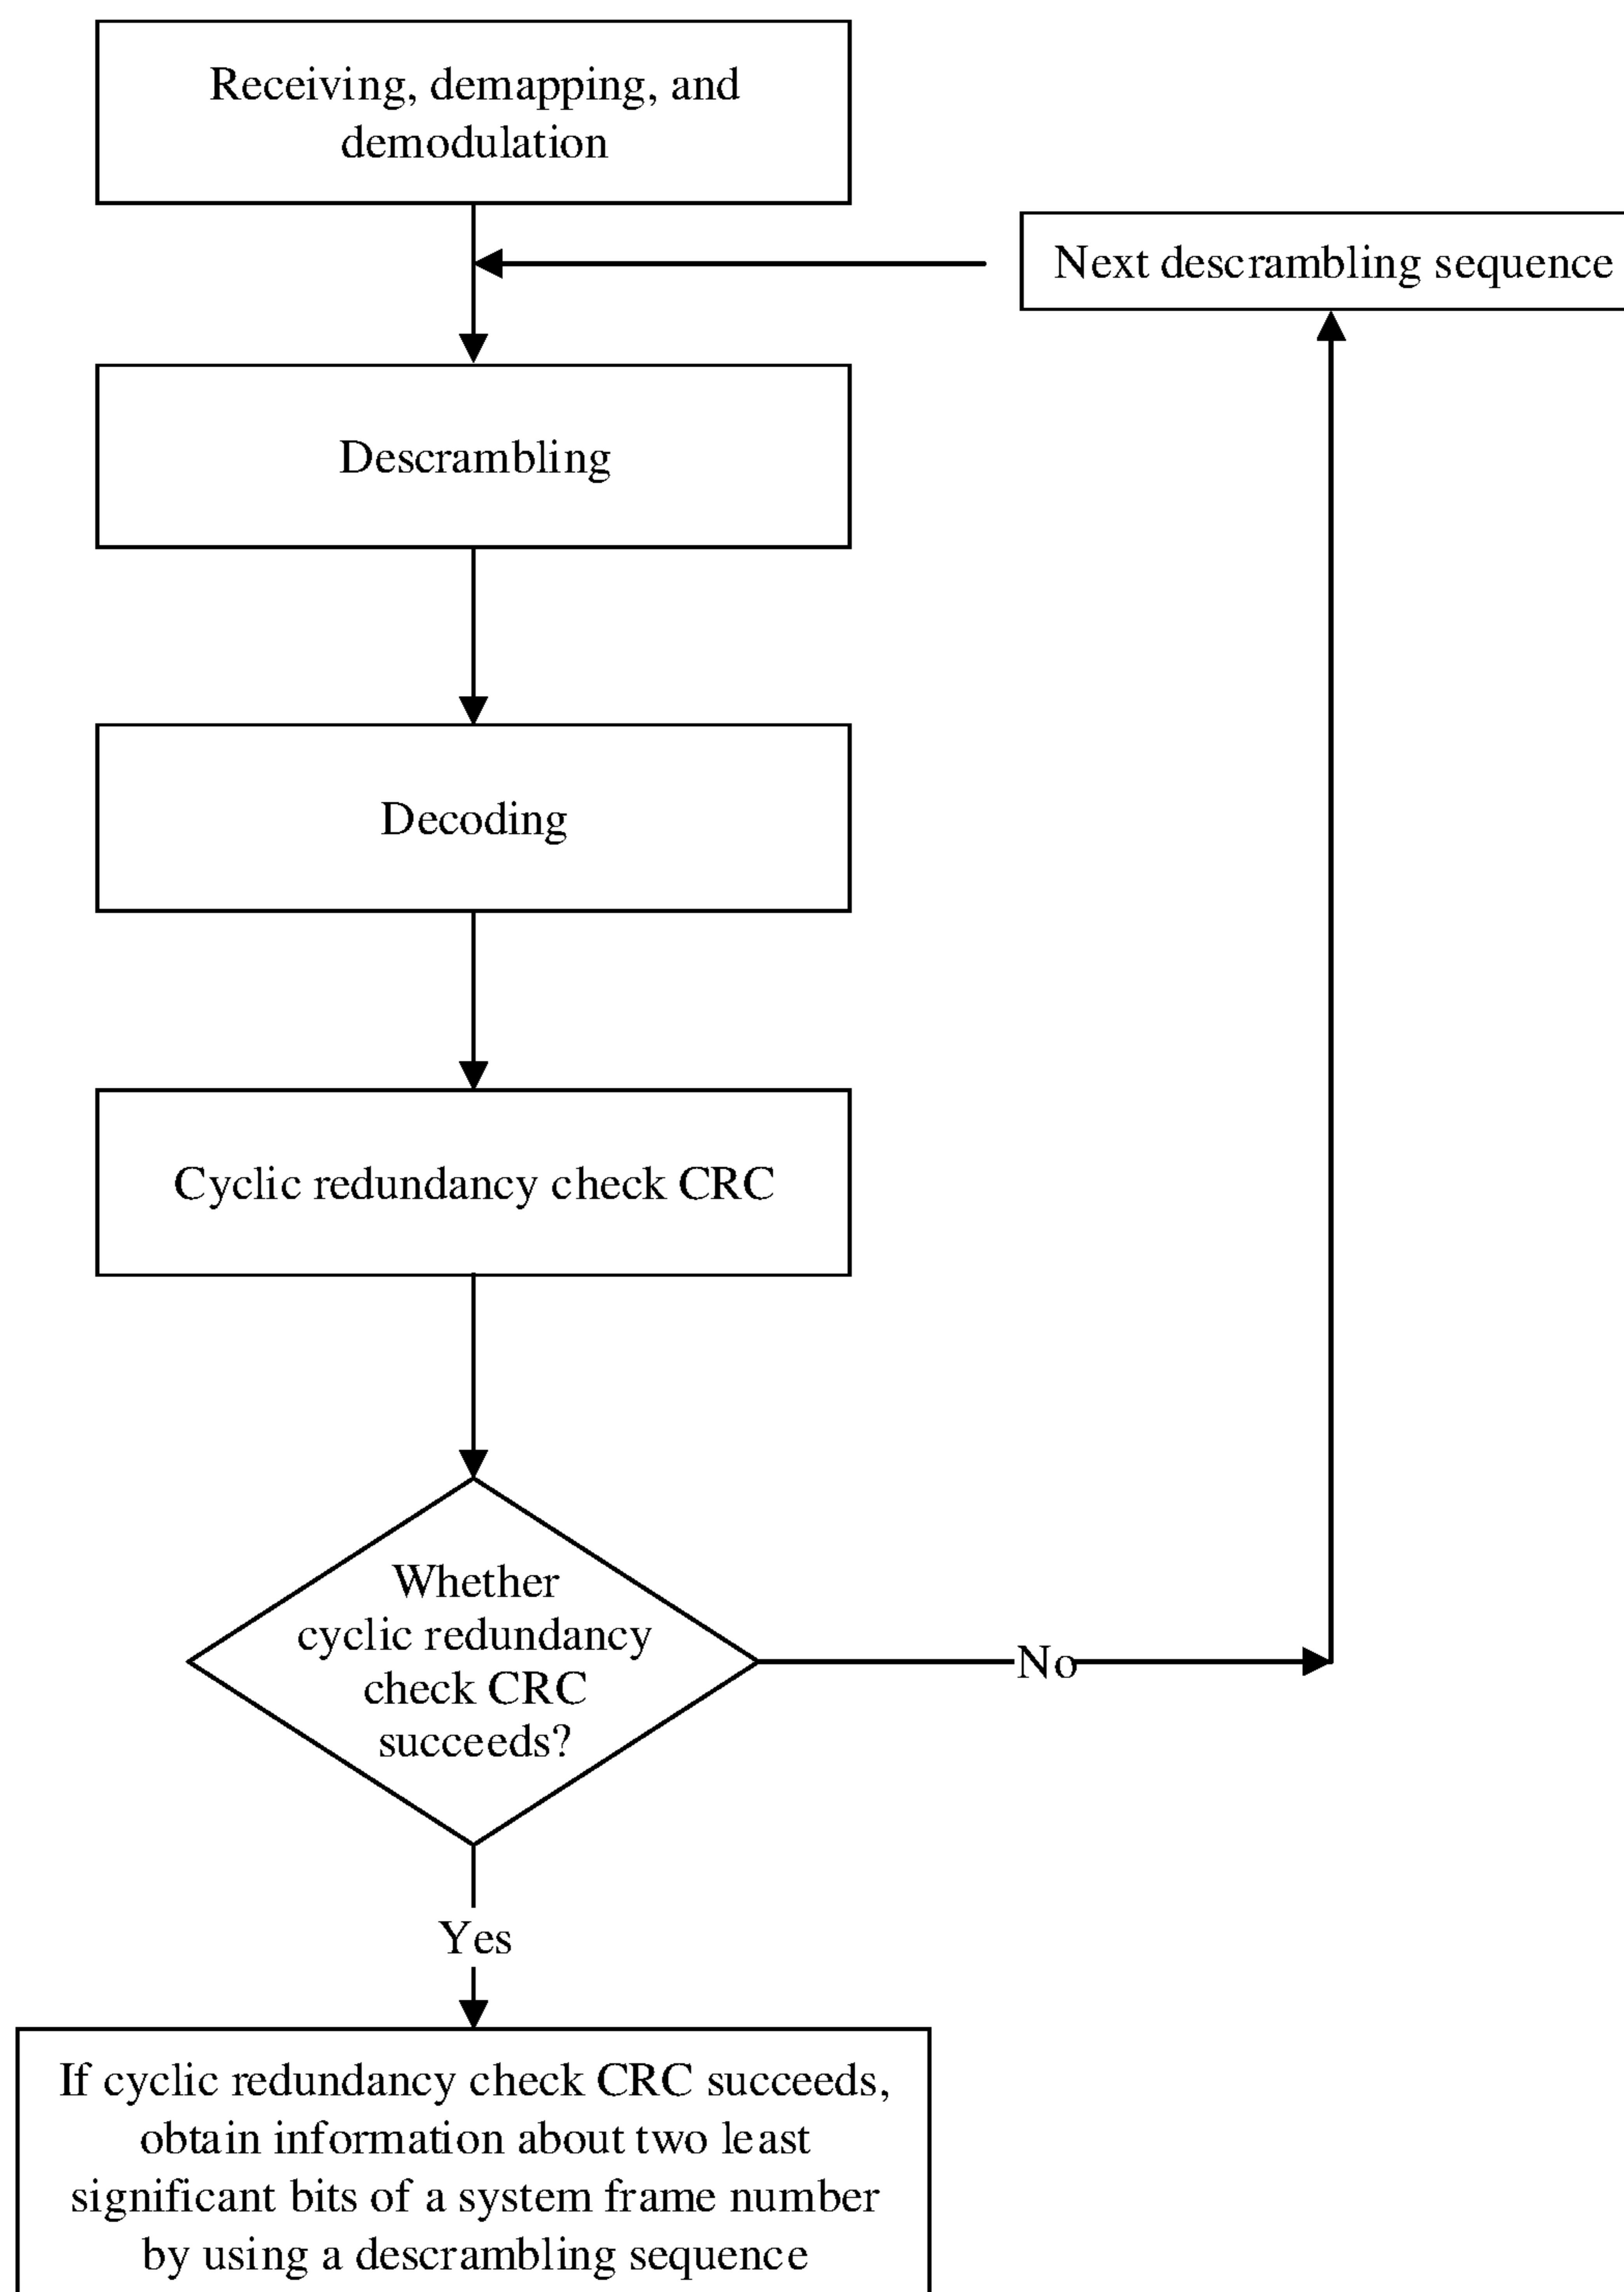 Receiving, demapping, and
demodulation
Next descrambling sequence
Descrambling
Decoding
Cyclic redundancy check CRC
Whether
cyclic redundancy
check CRC
succeeds?
No
Yes
If cyclic redundancy check CRC succeeds,
obtain information about two least
significant bits of a system frame number
by using a descrambling sequence